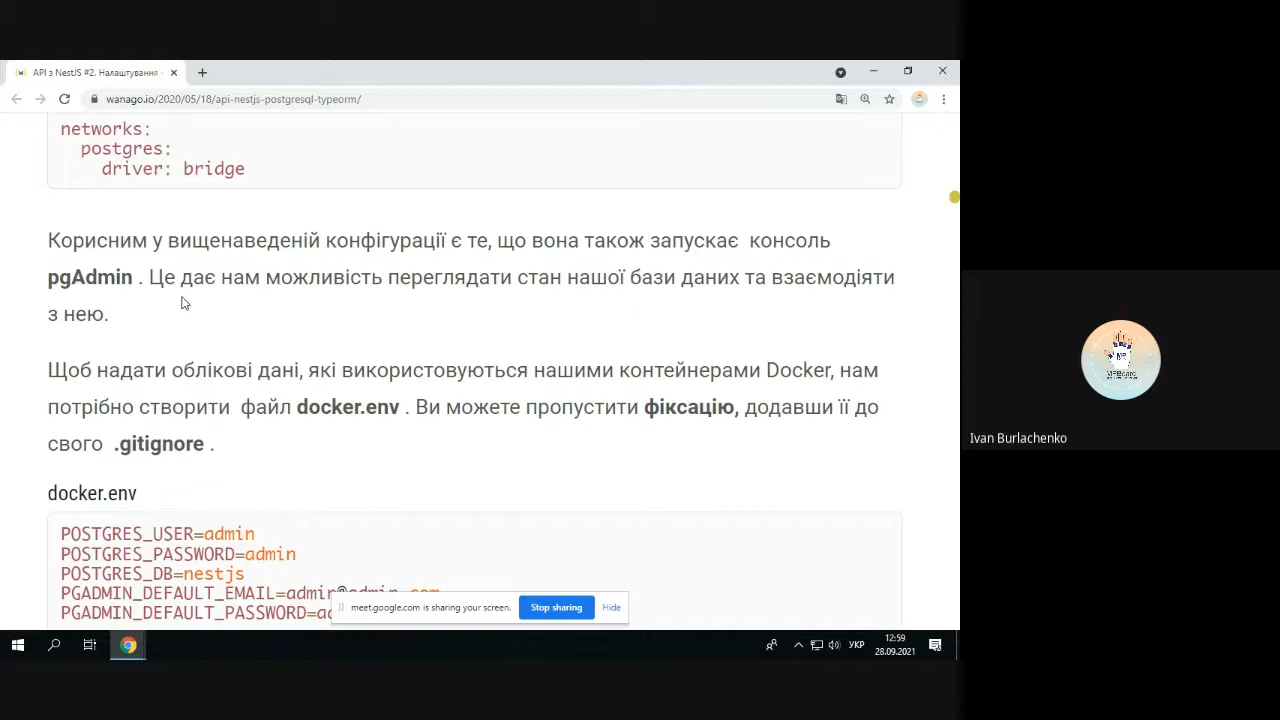 API з NestJS #2. Налаштування
wanago.io/2020/05/18/api-nestjs-postgresql-typeorm/
networks:
postgres:
driver: bridge
Корисним у вищенаведеній конфігурації є те, що вона також запускає консоль
pgAdmin . Це дає нам можливість переглядати стан нашої бази даних та взаємодіяти
з нею.
Щоб надати облікові дані, які використовуються нашими контейнерами Docker, нам
потрібно створити файл docker.env . Ви можете пропустити фіксацію, додавши її до
свого .gitignore .
docker.env
POSTGRES_USER=admin
POSTGRES_PASSWORD=admin
POSTGRES_DB=nestjs
PGADMIN_DEFAULT_EMAIL=admin@admin.com
PGADMIN_DEFAULT_PASSWORD=
meet.google.com is sharing your screen. Stop sharing Hide
Ivan Burlachenko
УКР
12:59
28.09.2021